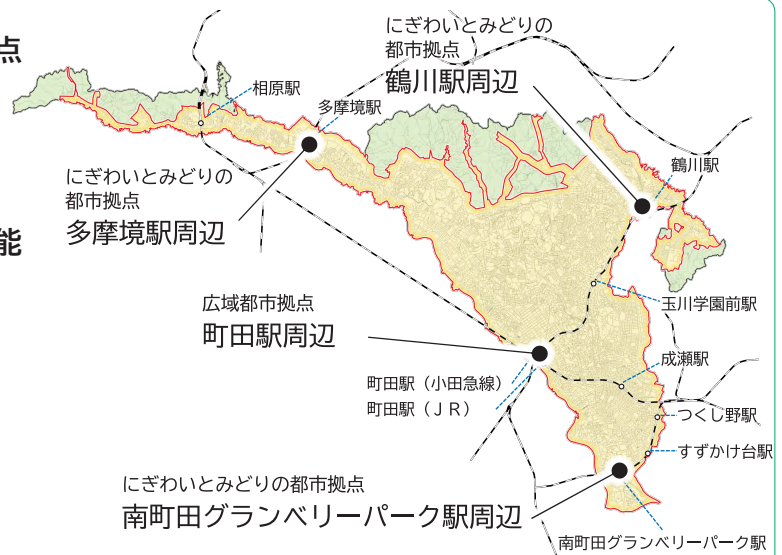 点
能
にぎわいとみどりの
都市拠点
鶴川駅周辺
相原駅
多摩境駅
鶴川駅
にぎわいとみどりの
都市拠点
多摩境駅周辺
広域都市拠点
町田駅周辺
玉川学園前駅
町田駅（小田急線）
町田駅（ＪＲ）
成瀬駅
つくし野駅
すずかけ台駅
にぎわいとみどりの都市拠点
南町田グランベリーパーク駅周辺
南町田グランベリーパーク駅